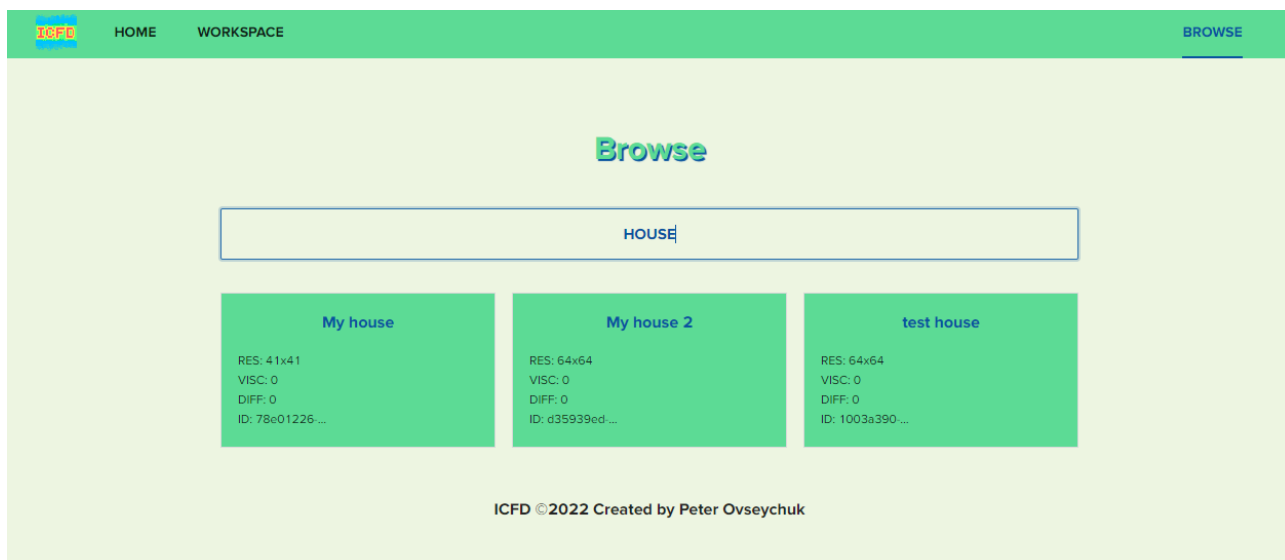 ICFD HOME WORKSPACE BROWSE
Browse
HOUSE
My house
RES: 41x41
VISC: 0
DIFF: 0
ID: 78e01226-...
My house 2
RES: 64x64
VISC: 0
DIFF: 0
ID: d35939ed-...
test house
RES: 64x64
VISC: 0
DIFF: 0
ID: 1003a390-...
ICFD ©2022 Created by Peter Ovseychuk